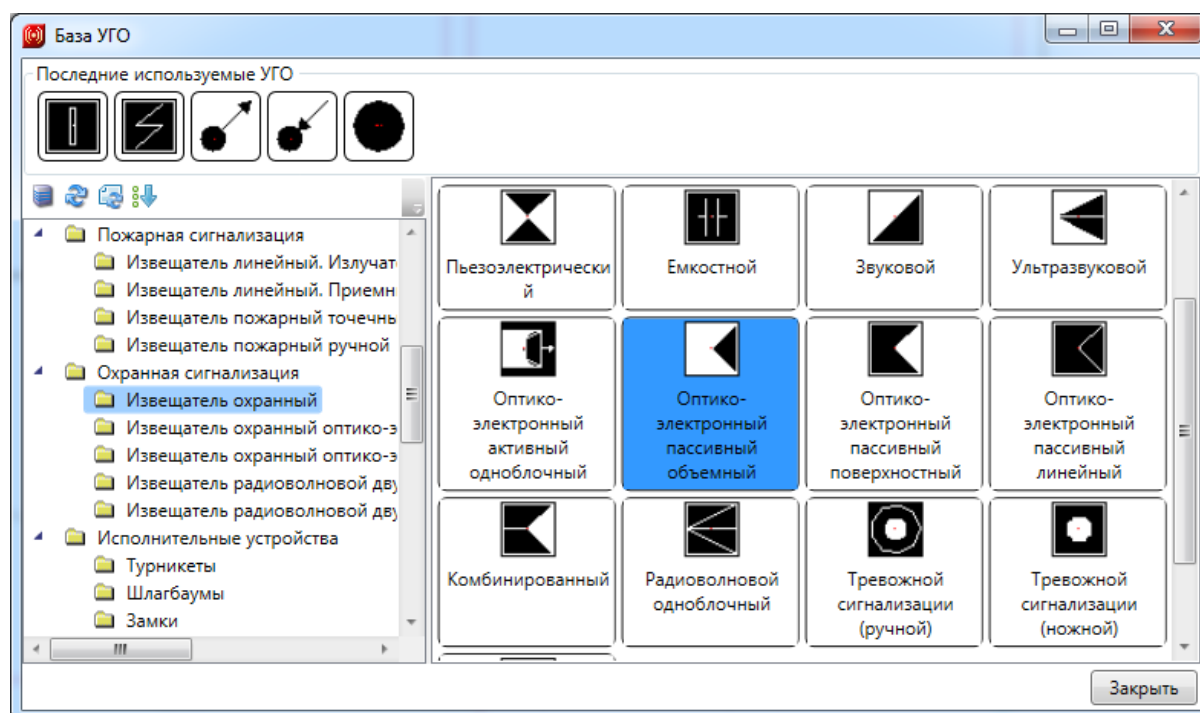 База УГО
Последние используемые УГО
Пожарная сигнализация
Извещатель линейный. Излучат
Извещатель линейный. Приемн
Извещатель пожарный точечнь
Извещатель пожарный ручной
Охранная сигнализация
Извещатель охранный
Извещатель охранный оптико-э
Извещатель охранный оптико-э
Извещатель радиоволновой дву
Извещатель радиоволновой дву
Исполнительные устройства
Турникеты
Шлагбаумы
Замки
Пьезоэлектрически
й
Емкостной
Звуковой
Ультразвуковой
Оптико-
электронный
активный
одноблочный
Оптико-
электронный
пассивный
объемный
Оптико-
электронный
пассивный
поверхностный
Оптико-
электронный
пассивный
линейный
Комбинированный
Радиоволновой
одноблочный
Тревожной
сигнализации
(ручной)
Тревожной
сигнализации
(ножной)
Закрыть